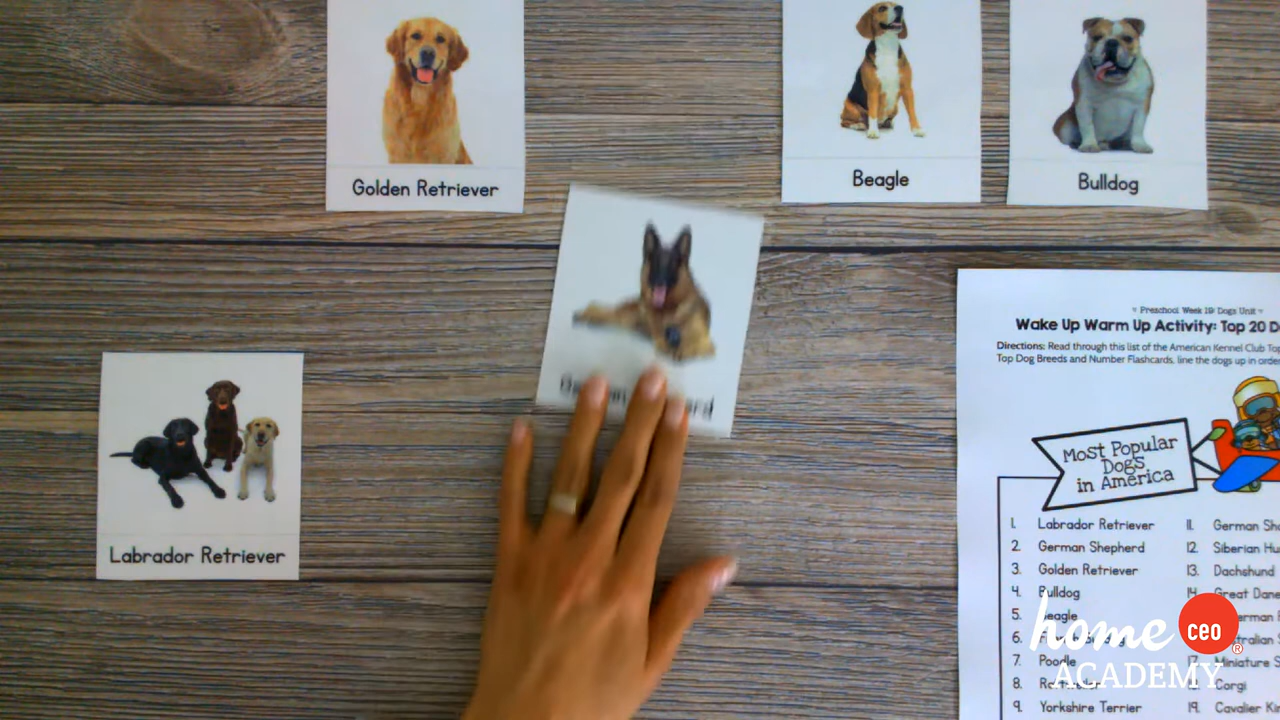 Golden Retriever
Beagle
Bulldog
Labrador Retriever
Preschool Week 19: Dogs Unit
Wake Up Warm Up Activity: Top 20 D
Directions: Read through this list of the American Kennel Club Top
Top Dog Breeds and Number Flashcards, line the dogs up in order
Most Popular
Dogs
in America
1. Labrador Retriever
2. German Shepherd
3. Golden Retriever
4. Bulldog
5. Beagle
6.
7. Poodle
8.
9. Yorkshire Terrier
11. German Sh
12. Siberian Hu
13. Dachshund
14. Great Dane
17. Miniature S
Corgi
19. Cavalier Kin
home ceo®
ACADEMY